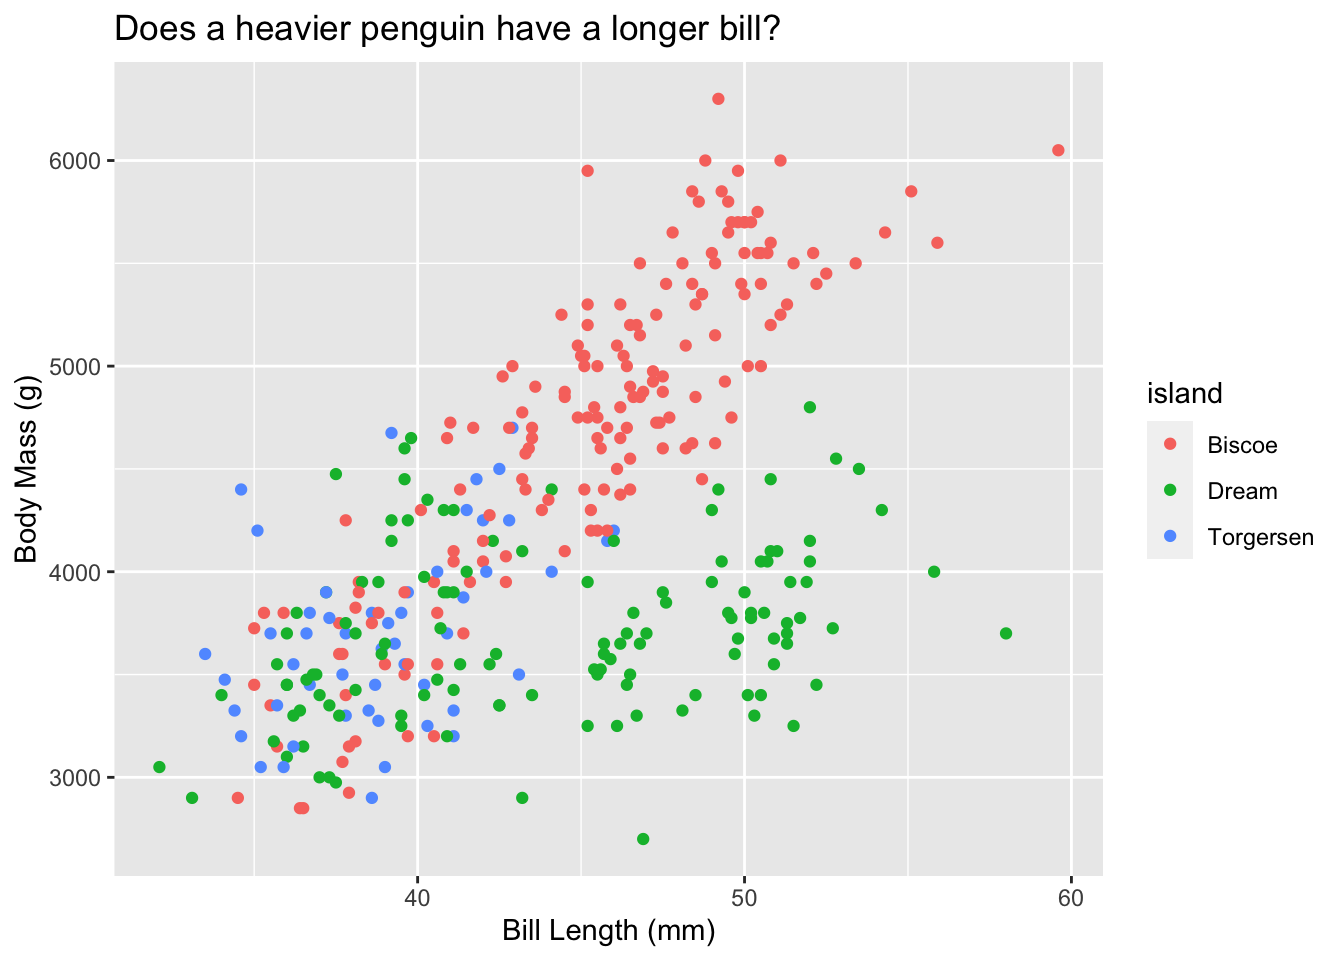 Does a heavier penguin have a longer bill?
6000
5000
4000
3000
Body Mass (g)
40 50 60
Bill Length (mm)
island
Biscoe
Dream
Torgersen